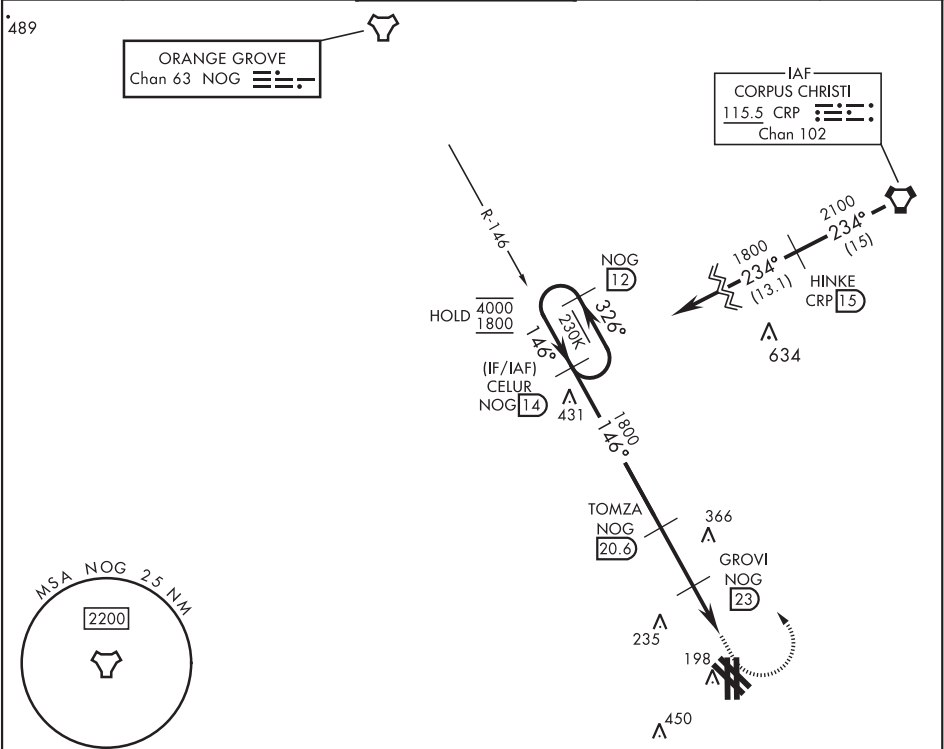 489
ORANGE GROVE
Chan 63 NOG
IAF
CORPUS CHRISTI
115.5 CRP
Chan 102
R-146
2100
234°
(15)
1800
234°
(13.1)
HINKE
CRP 15
NOG
12
HOLD 4000
1800
326°
230K
146°
634
(IF/IAF)
CELUR
NOG 14
431
1800
146°
TOMZA
NOG
20.6
366
GROVI
NOG
23
235
198
450
MSA NOG 25 NM
2200